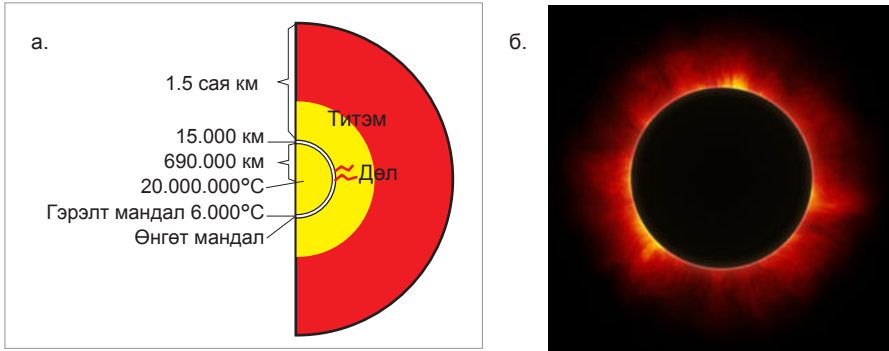 а.
1.5 сая км
Титэм
15.000 км
690.000 км
Дөл
20.000.000°C
Гэрэлт мандал 6.000°C
Өнгөт мандал
б.